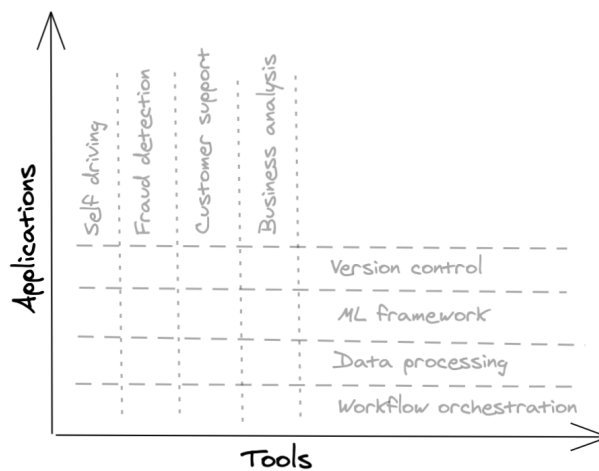 Applications
Self driving
Fraud detection
Customer support
Business analysis
Version control
ML framework
Data processing
Workflow orchestration
Tools